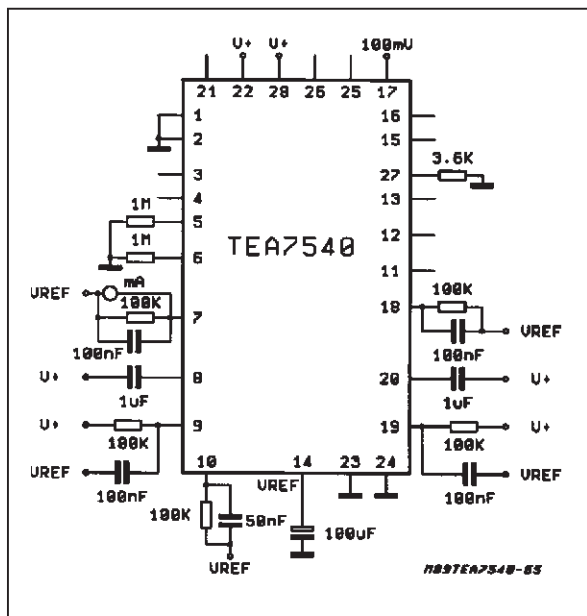 V+ V+ 100mV
21 22 28 26 25 17
1 16
2 15
3.6K
3 27
4 13
1M
5 12
1M
6 TEA7540 11
mA
VREF 100K 18 100K
7
100nF 100nF VREF
V+ 8 20 V+
1uF 1uF
V+ 9 19 V+
100K 100K
VREF 100nF 10 14 23 24 100nF VREF
VREF
100K 50nF 100uF
VREF
M89TEA7540-65